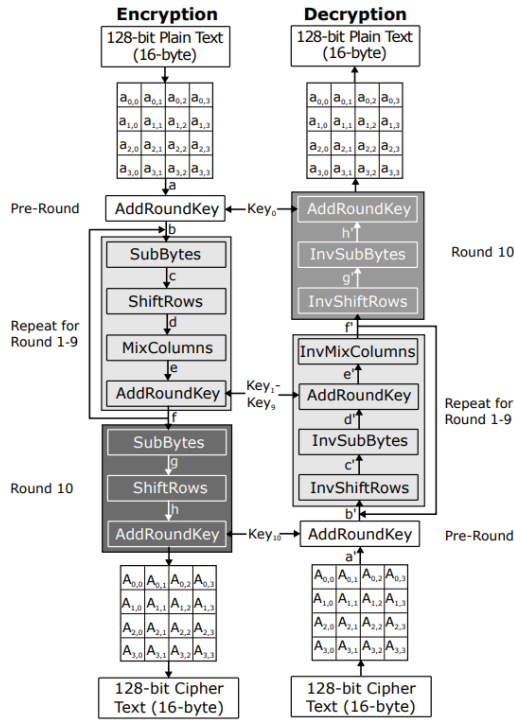 Encryption
128-bit Plain Text
(16-byte)
a0,0 a0,1 a0,2 a0,3
a1,0 a1,1 a1,2 a1,3
a2,0 a2,1 a2,2 a2,3
a3,0 a3,1 a3,2 a3,3
a
Pre-Round
AddRoundKey
b
SubBytes
c
ShiftRows
d
Repeat for
Round 1-9
MixColumns
e
AddRoundKey
f
SubBytes
g
Round 10
ShiftRows
h
AddRoundKey
A0,0 A0,1 A0,2 A0,3
A1,0 A1,1 A1,2 A1,3
A2,0 A2,1 A2,2 A2,3
A3,0 A3,1 A3,2 A3,3
128-bit Cipher
Text (16-byte)
Key0
Key1-
Key9
Key10
Decryption
128-bit Plain Text
(16-byte)
a0,0 a0,1 a0,2 a0,3
a1,0 a1,1 a1,2 a1,3
a2,0 a2,1 a2,2 a2,3
a3,0 a3,1 a3,2 a3,3
AddRoundKey
h'
InvSubBytes
Round 10
g'
InvShiftRows
f'
InvMixColumns
e'
AddRoundKey
Repeat for
Round 1-9
d'
InvSubBytes
c'
InvShiftRows
b'
AddRoundKey
Pre-Round
a'
A0,0 A0,1 A0,2 A0,3
A1,0 A1,1 A1,2 A1,3
A2,0 A2,1 A2,2 A2,3
A3,0 A3,1 A3,2 A3,3
128-bit Cipher
Text (16-byte)